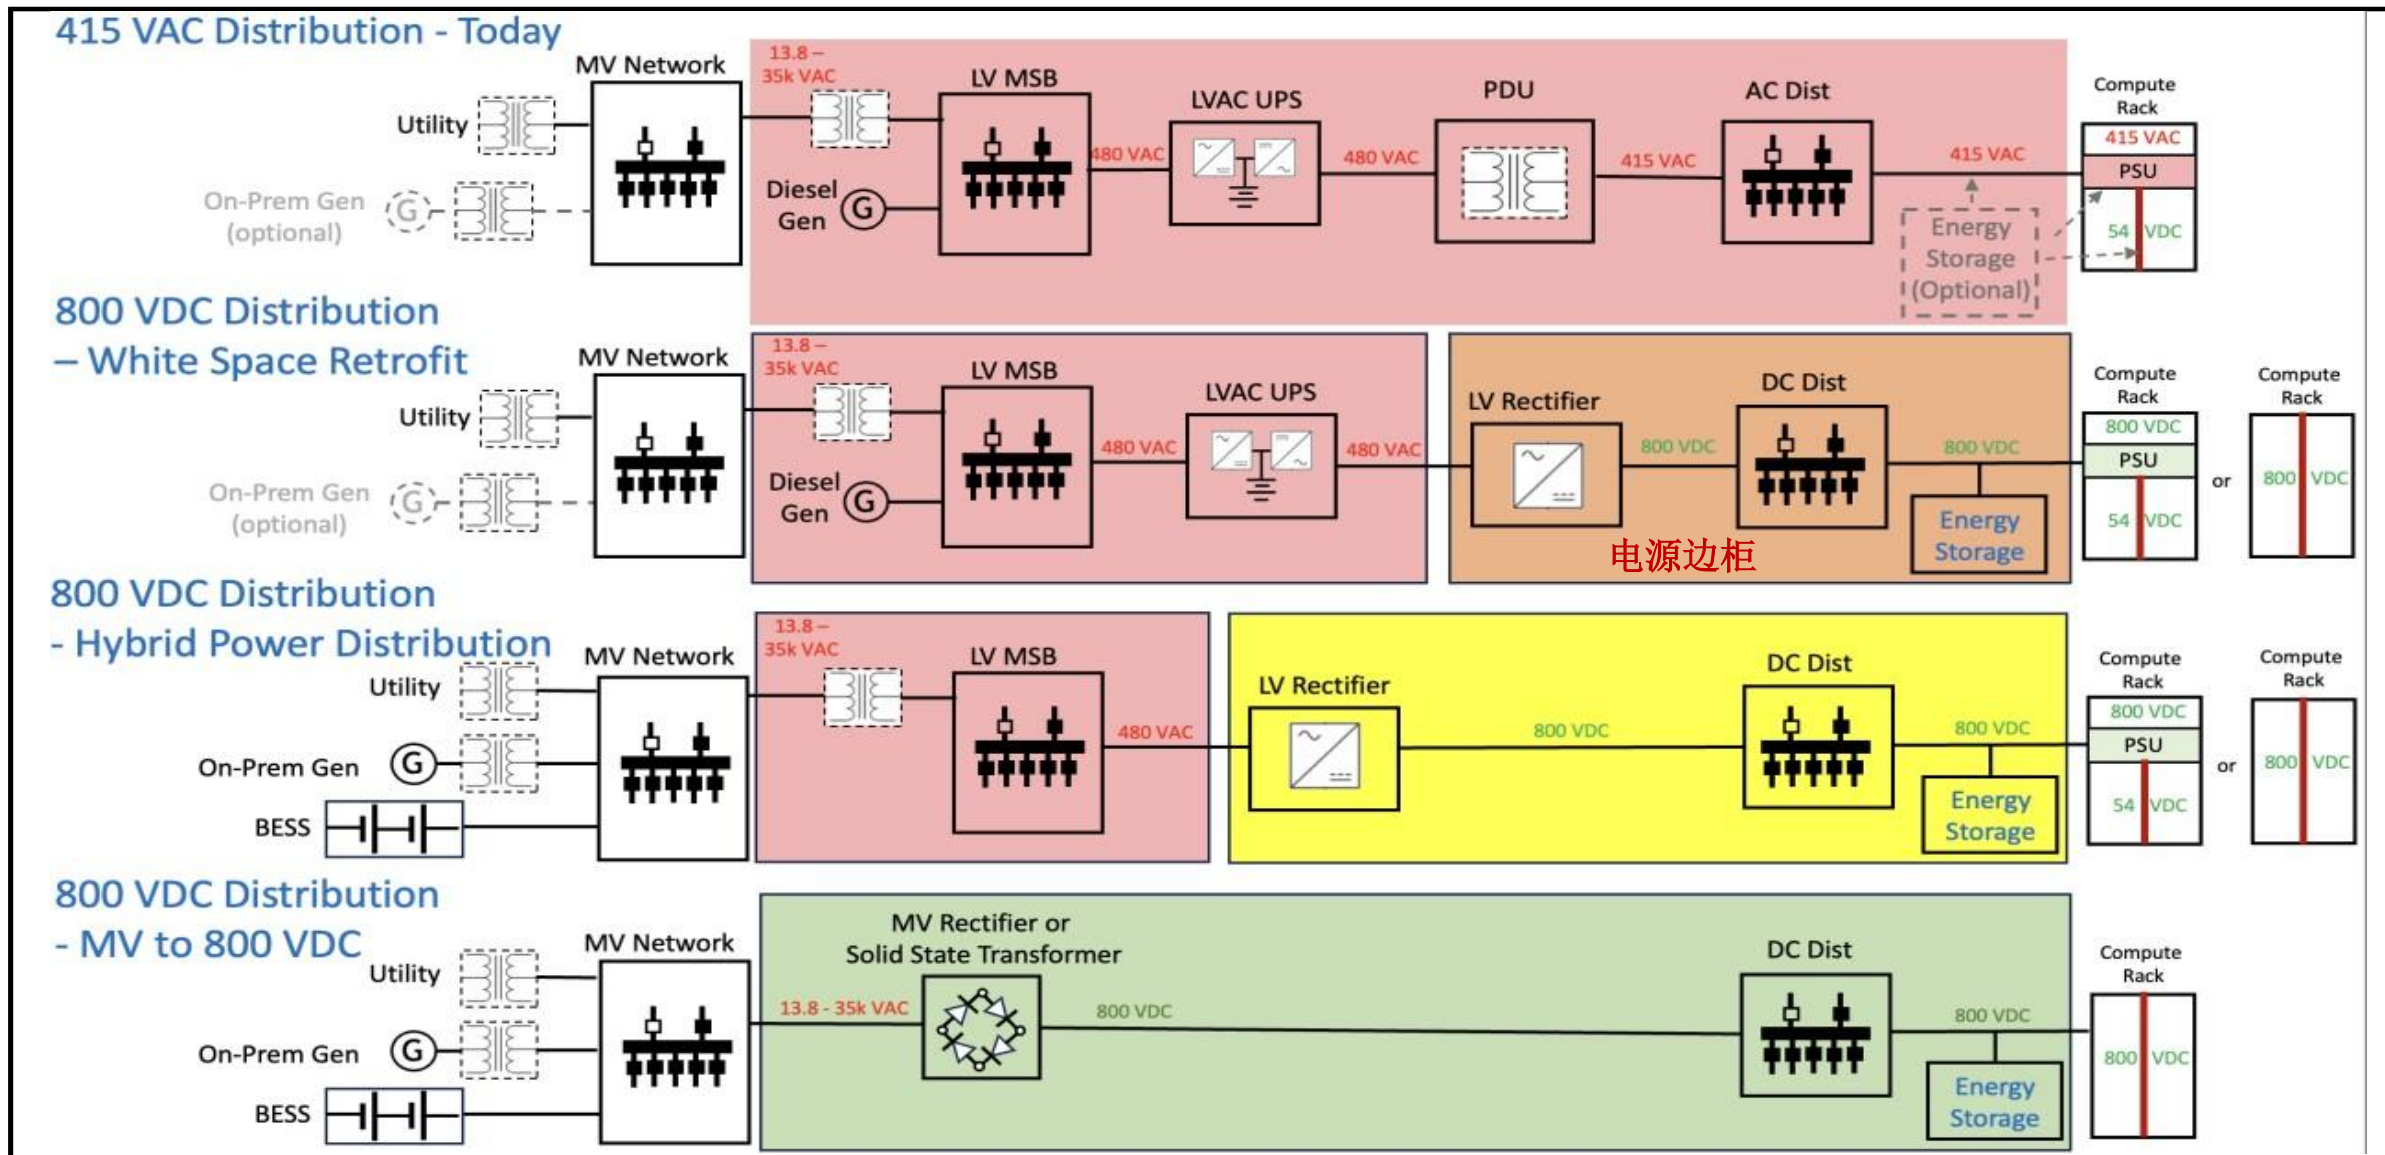 415 VAC Distribution - Today
MV Network
13.8 –
35k VAC
LV MSB
LVAC UPS
PDU
AC Dist
Compute
Rack
Utility
480 VAC
480 VAC
415 VAC
415 VAC
415 VAC
PSU
On-Prem Gen
(optional)
G
Diesel
Gen
G
Energy
Storage
(Optional)
54 VDC
800 VDC Distribution
– White Space Retrofit
MV Network
13.8 –
35k VAC
LV MSB
LVAC UPS
LV Rectifier
DC Dist
Compute
Rack
Compute
Rack
Utility
480 VAC
480 VAC
800 VDC
800 VDC
800 VDC
PSU
or
800 VDC
On-Prem Gen
(optional)
G
Diesel
Gen
G
电源边柜
Energy
Storage
54 VDC
800 VDC Distribution
- Hybrid Power Distribution
MV Network
13.8 –
35k VAC
LV MSB
LV Rectifier
DC Dist
Compute
Rack
Compute
Rack
Utility
480 VAC
800 VDC
800 VDC
800 VDC
PSU
or
800 VDC
On-Prem Gen
G
BESS
Energy
Storage
54 VDC
800 VDC Distribution
- MV to 800 VDC
MV Network
MV Rectifier or
Solid State Transformer
DC Dist
Compute
Rack
Utility
13.8 - 35k VAC
800 VDC
800 VDC
On-Prem Gen
G
800 VDC
BESS
Energy
Storage